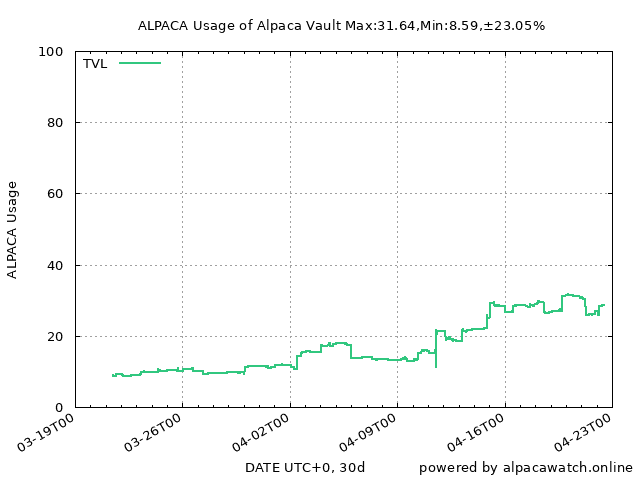 ALPACA Usage of Alpaca Vault Max:31.64,Min:8.59,±23.05%
100
TVL
80
60
ALPACA Usage
40
20
0
03-19T00
03-26T00
04-02T00
04-09T00
04-16T00
04-23T00
DATE UTC+0, 30d
powered by alpacawatch.online